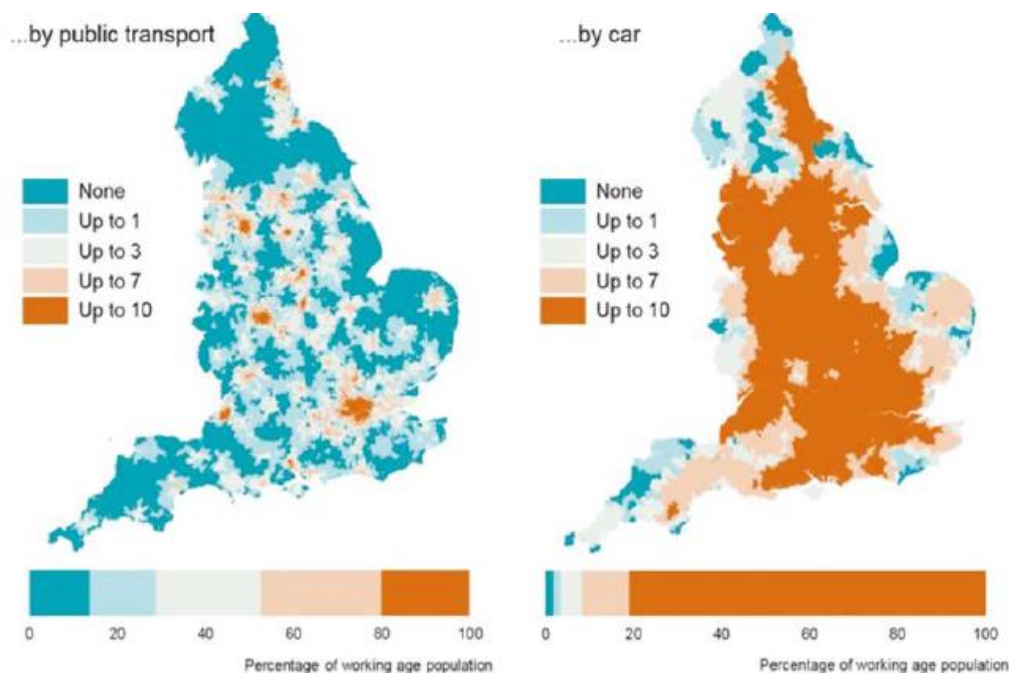 ...by public transport
None
Up to 1
Up to 3
Up to 7
Up to 10
0 20 40 60 80 100
Percentage of working age population
...by car
None
Up to 1
Up to 3
Up to 7
Up to 10
0 20 40 60 80 100
Percentage of working age population